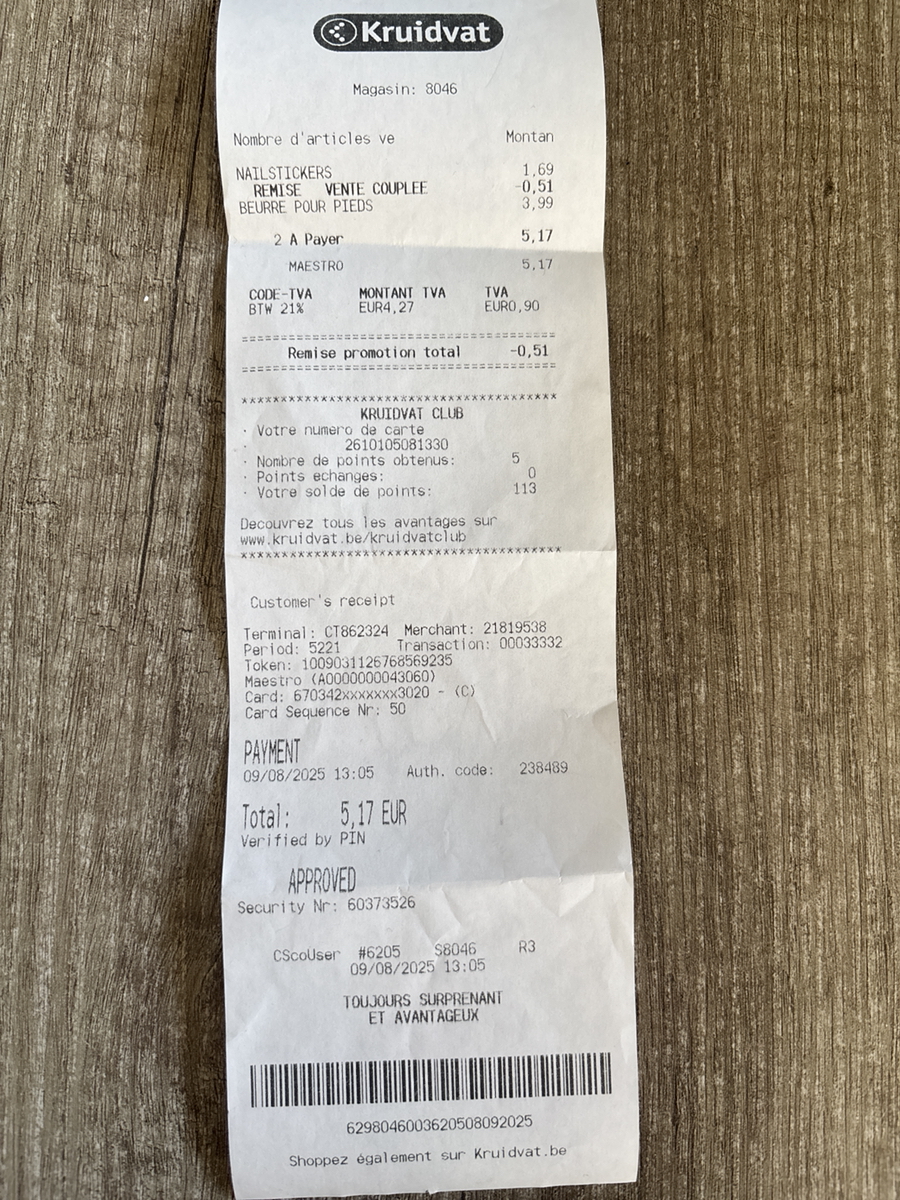 Kruidvat
Magasin: 8046
Nombre d'articles ve Montan
NAILSTICKERS 1,69
REMISE VENTE COUPLEE -0,51
BEURRE POUR PIEDS 3,99
2 A Payer 5,17
MAESTRO 5,17
CODE-TVA MONTANT TVA TVA
BTW 21% EUR4,27 EUR0,90
===========================================
Remise promotion total -0,51
===========================================
*******************************************
KRUIDVAT CLUB
· Votre numero de carte
· 2610105081330
· Nombre de points obtenus: 5
· Points echanges: 0
· Votre solde de points: 113
Decouvrez tous les avantages sur
www.kruidvat.be/kruidvatclub
*******************************************
Customer's receipt
Terminal: CT862324 Merchant: 21819538
Period: 5221 Transaction: 00033332
Token: 1009031126768569235
Maestro (A0000000043060)
Card: 670342xxxxxxx3020 - (C)
Card Sequence Nr: 50
PAYMENT
09/08/2025 13:05 Auth. code: 238489
Total: 5,17 EUR
Verified by PIN
APPROVED
Security Nr: 60373526
CScoUser #6205 S8046 R3
09/08/2025 13:05
TOUJOURS SURPRENANT
ET AVANTAGEUX
6298046003620508092025
Shoppez également sur Kruidvat.be